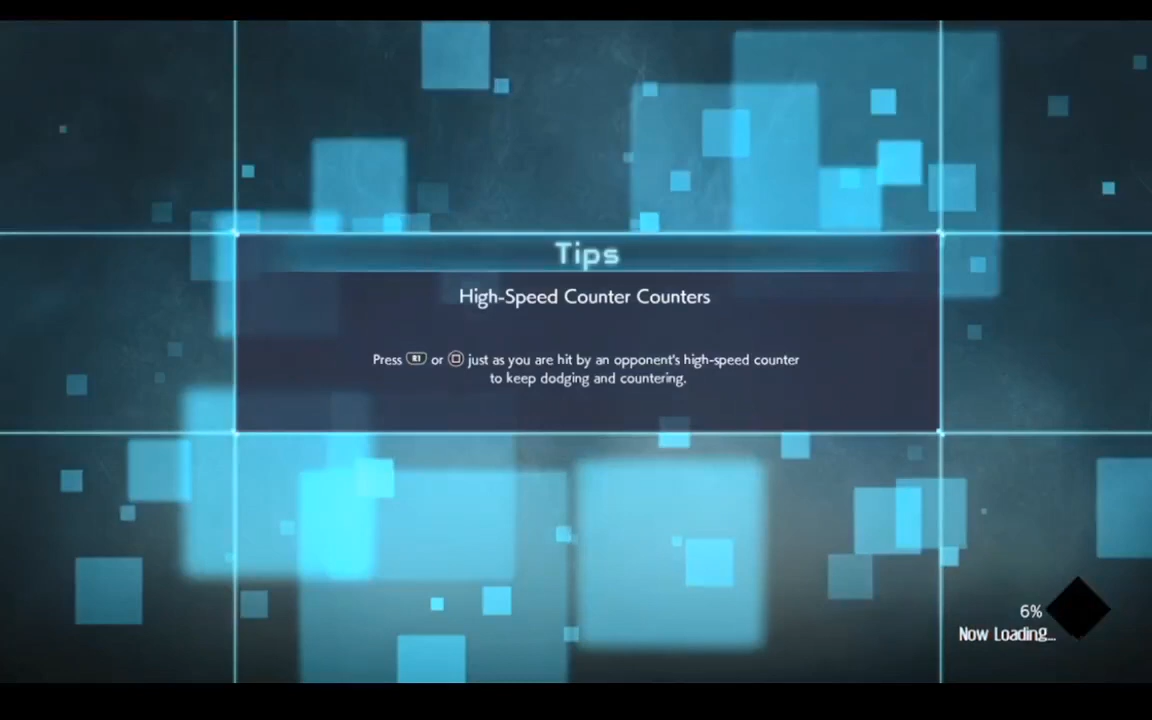 Tips
High-Speed Counter Counters
Press R1 or just as you are hit by an opponent's high-speed counter
to keep dodging and countering.
6%
Now Loading...